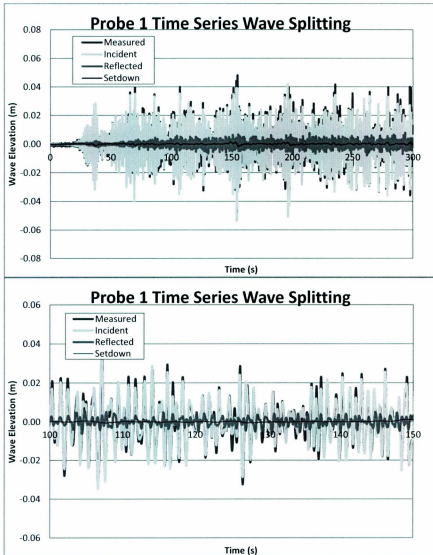 Probe 1 Time Series Wave Splitting
0.08
0.06
0.04
0.02
0.00
-0.02
-0.04
-0.06
-0.08
Measured
Incident
Reflected
Setdown
0 50 100 150 200 250 300
Wave Elevation (m)
Time (s)
Probe 1 Time Series Wave Splitting
0.06
0.04
0.02
0.00
-0.02
-0.04
-0.06
Measured
Incident
Reflected
Setdown
100 110 120 130 140 150
Wave Elevation (m)
Time (s)